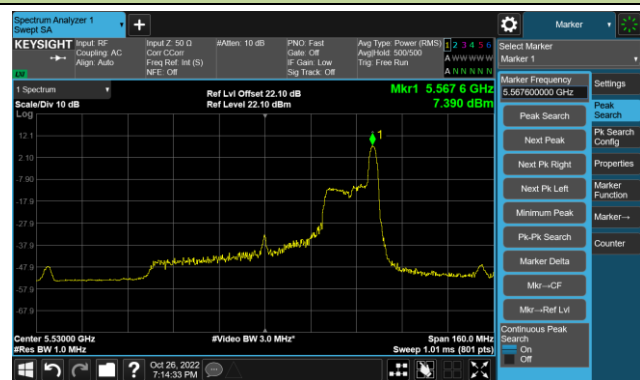 Spectrum Analyzer 1
Swept SA
Marker
KEYSIGHT
Input: RF
Coupling: AC
Align: Auto
Input Z: 50 Ω
Corr CCorr
Freq Ref: Int (S)
NFE: Off
#Atten: 10 dB
PNO: Fast
Gate: Off
IF Gain: Low
Sig Track: Off
Avg Type: Power (RMS)
Avg|Hold: 500/500
Trig: Free Run
1 2 3 4 5 6
A W W W W W
A N N N N N
Select Marker
Marker 1
1 Spectrum
Scale/Div 10 dB
Log
Ref Lvl Offset 22.10 dB
Ref Level 22.10 dBm
Mkr1 5.567 6 GHz
7.390 dBm
1
12.1
2.10
-7.90
-17.9
-27.9
-37.9
-47.9
-57.9
-67.9
Center 5.53000 GHz
#Res BW 1.0 MHz
#Video BW 3.0 MHz*
Span 160.0 MHz
Sweep 1.01 ms (801 pts)
Marker Frequency
5.567600000 GHz
Peak Search
Next Peak
Next Pk Right
Next Pk Left
Minimum Peak
Pk-Pk Search
Marker Delta
Mkr→CF
Mkr→Ref Lvl
Continuous Peak
Search
On
Off
Settings
Peak
Search
Pk Search
Config
Properties
Marker
Function
Marker→
Counter
Oct 26, 2022
7:14:33 PM